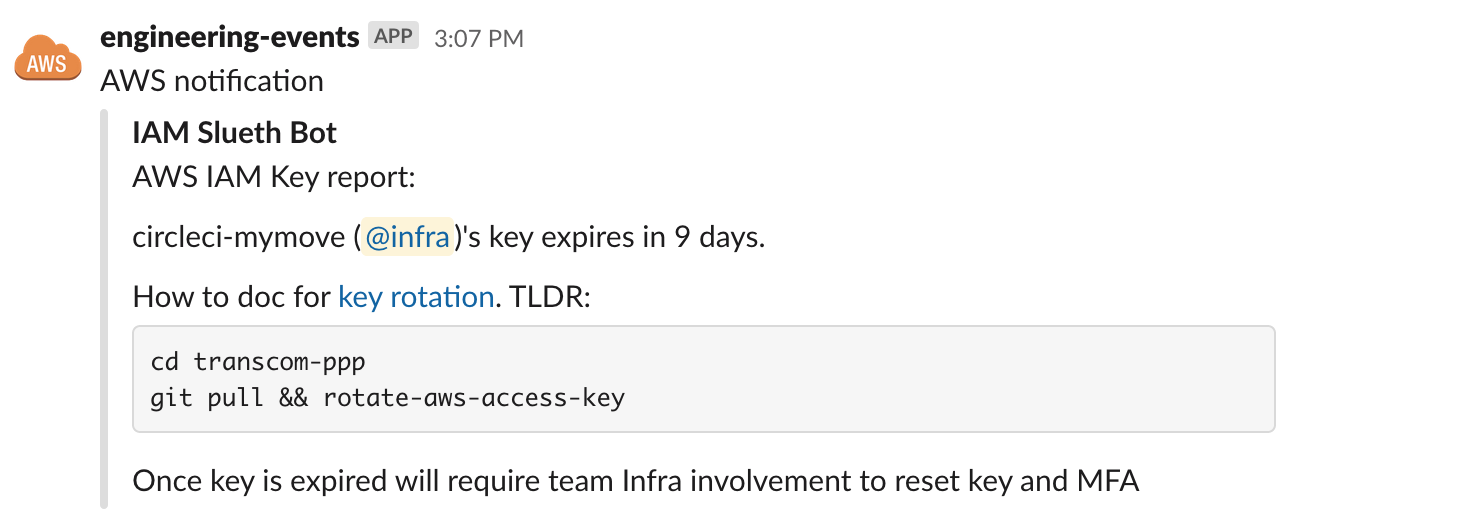 AWS
engineering-events APP 3:07 PM
AWS notification
IAM Slueth Bot
AWS IAM Key report:
circleci-mymove (@infra)'s key expires in 9 days.
How to doc for key rotation. TLDR:
cd transcom-ppp
git pull && rotate-aws-access-key
Once key is expired will require team Infra involvement to reset key and MFA